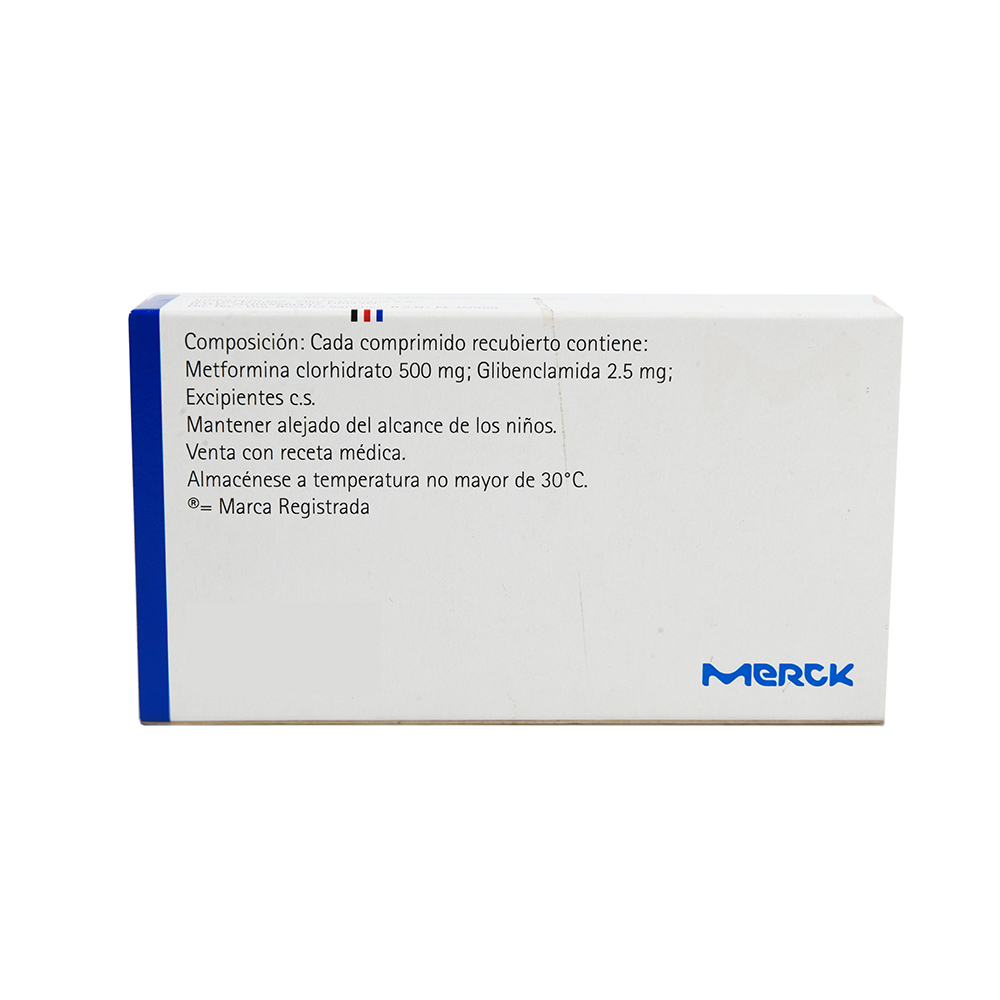 Composición: Cada comprimido recubierto contiene:
Metformina clorhidrato 500 mg; Glibenclamida 2.5 mg;
Excipientes c.s.
Mantener alejado del alcance de los niños.
Venta con receta médica.
Almacénese a temperatura no mayor de 30°C.
®= Marca Registrada
MERCK